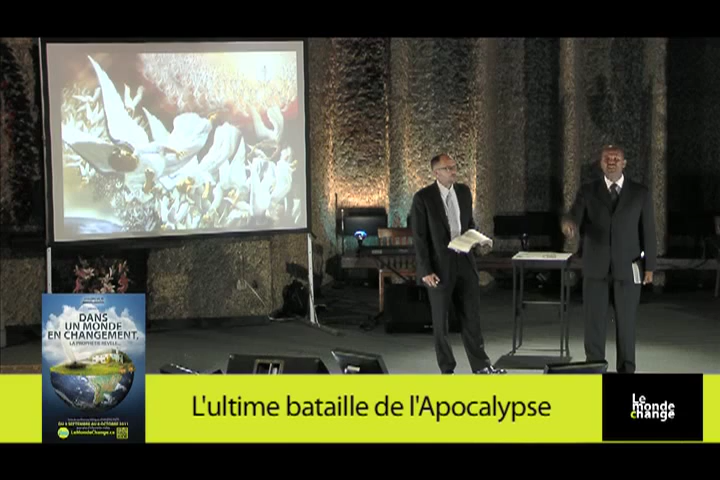 DANS
UN MONDE
EN CHANGEMENT,
LA PROPHÉTIE RÉVÈLE...
DU 8 SEPTEMBRE AU 8 OCTOBRE 2011
LeMondeChange.ca
L'ultime bataille de l'Apocalypse
Le
monde
change